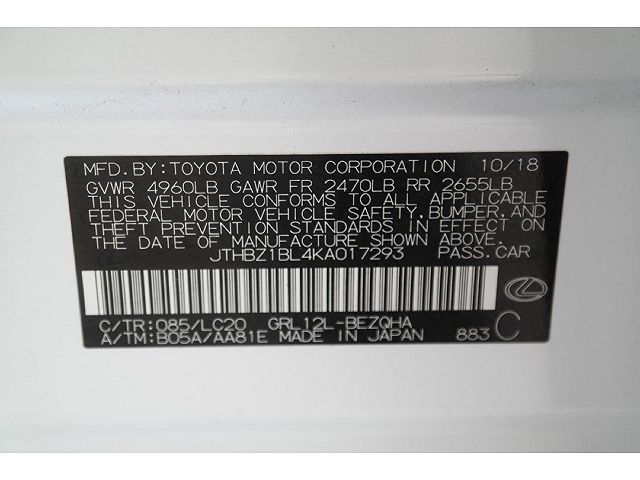 MFD. BY: TOYOTA MOTOR CORPORATION 10/18
GVWR 4960LB GAWR FR 2470LB RR 2655LB
THIS VEHICLE CONFORMS TO ALL APPLICABLE
FEDERAL MOTOR VEHICLE SAFETY, BUMPER, AND
THEFT PREVENTION STANDARDS IN EFFECT ON
THE DATE OF MANUFACTURE SHOWN ABOVE.
JTHBZ1BL4KA017293 PASS. CAR
C/TR: 085/LC20 GRL12L-BEZQHA
A/TM: B05A/AA81E MADE IN JAPAN 883 C